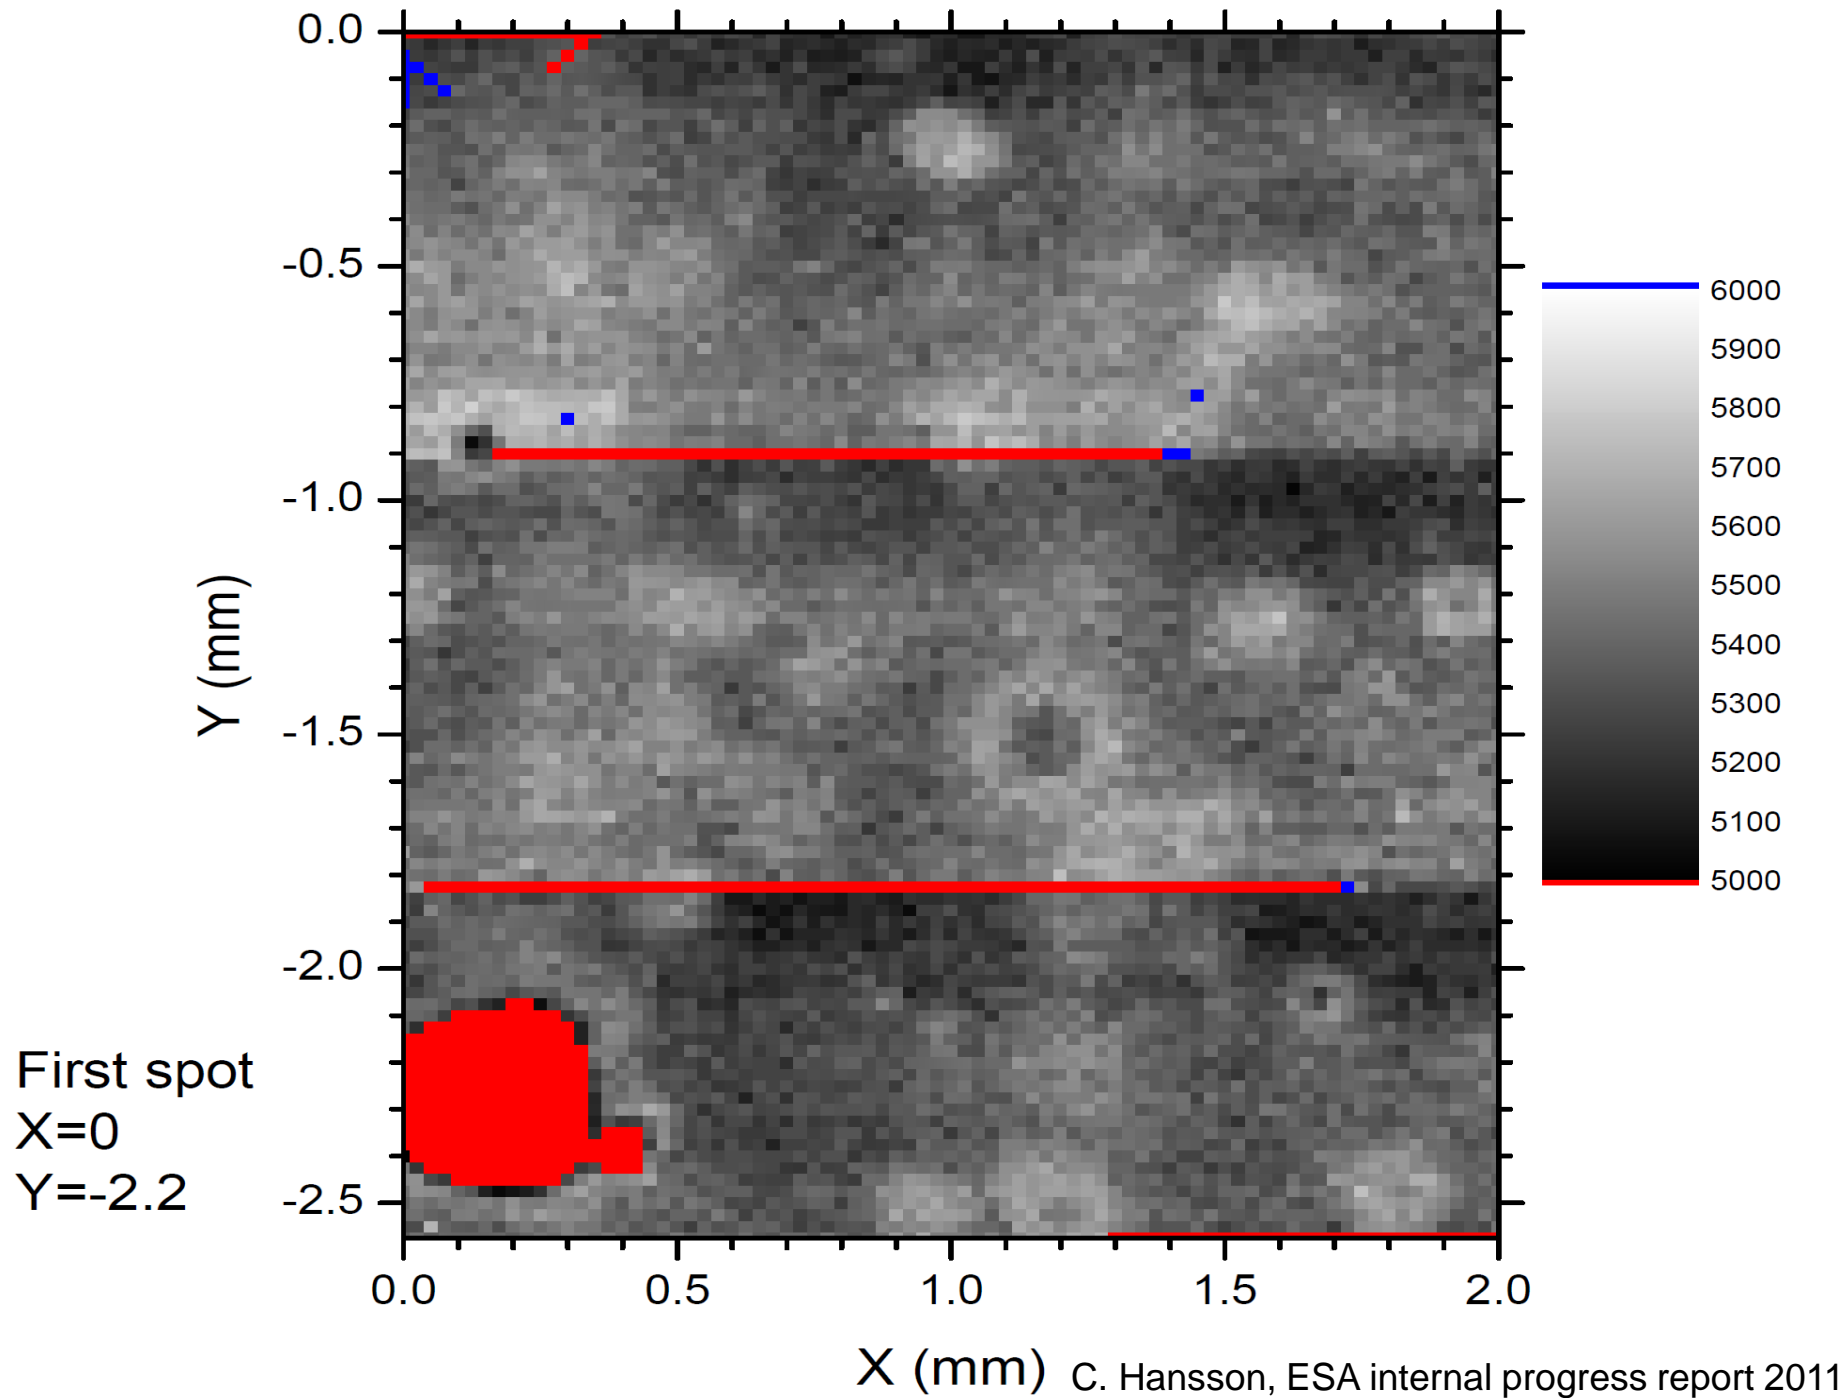 0.0
-0.5
-1.0
-1.5
-2.0
-2.5
Y (mm)
0.0 0.5 1.0 1.5 2.0
X (mm)
6000
5900
5800
5700
5600
5500
5400
5300
5200
5100
5000
First spot
X=0
Y=-2.2
C. Hansson, ESA internal progress report 2011